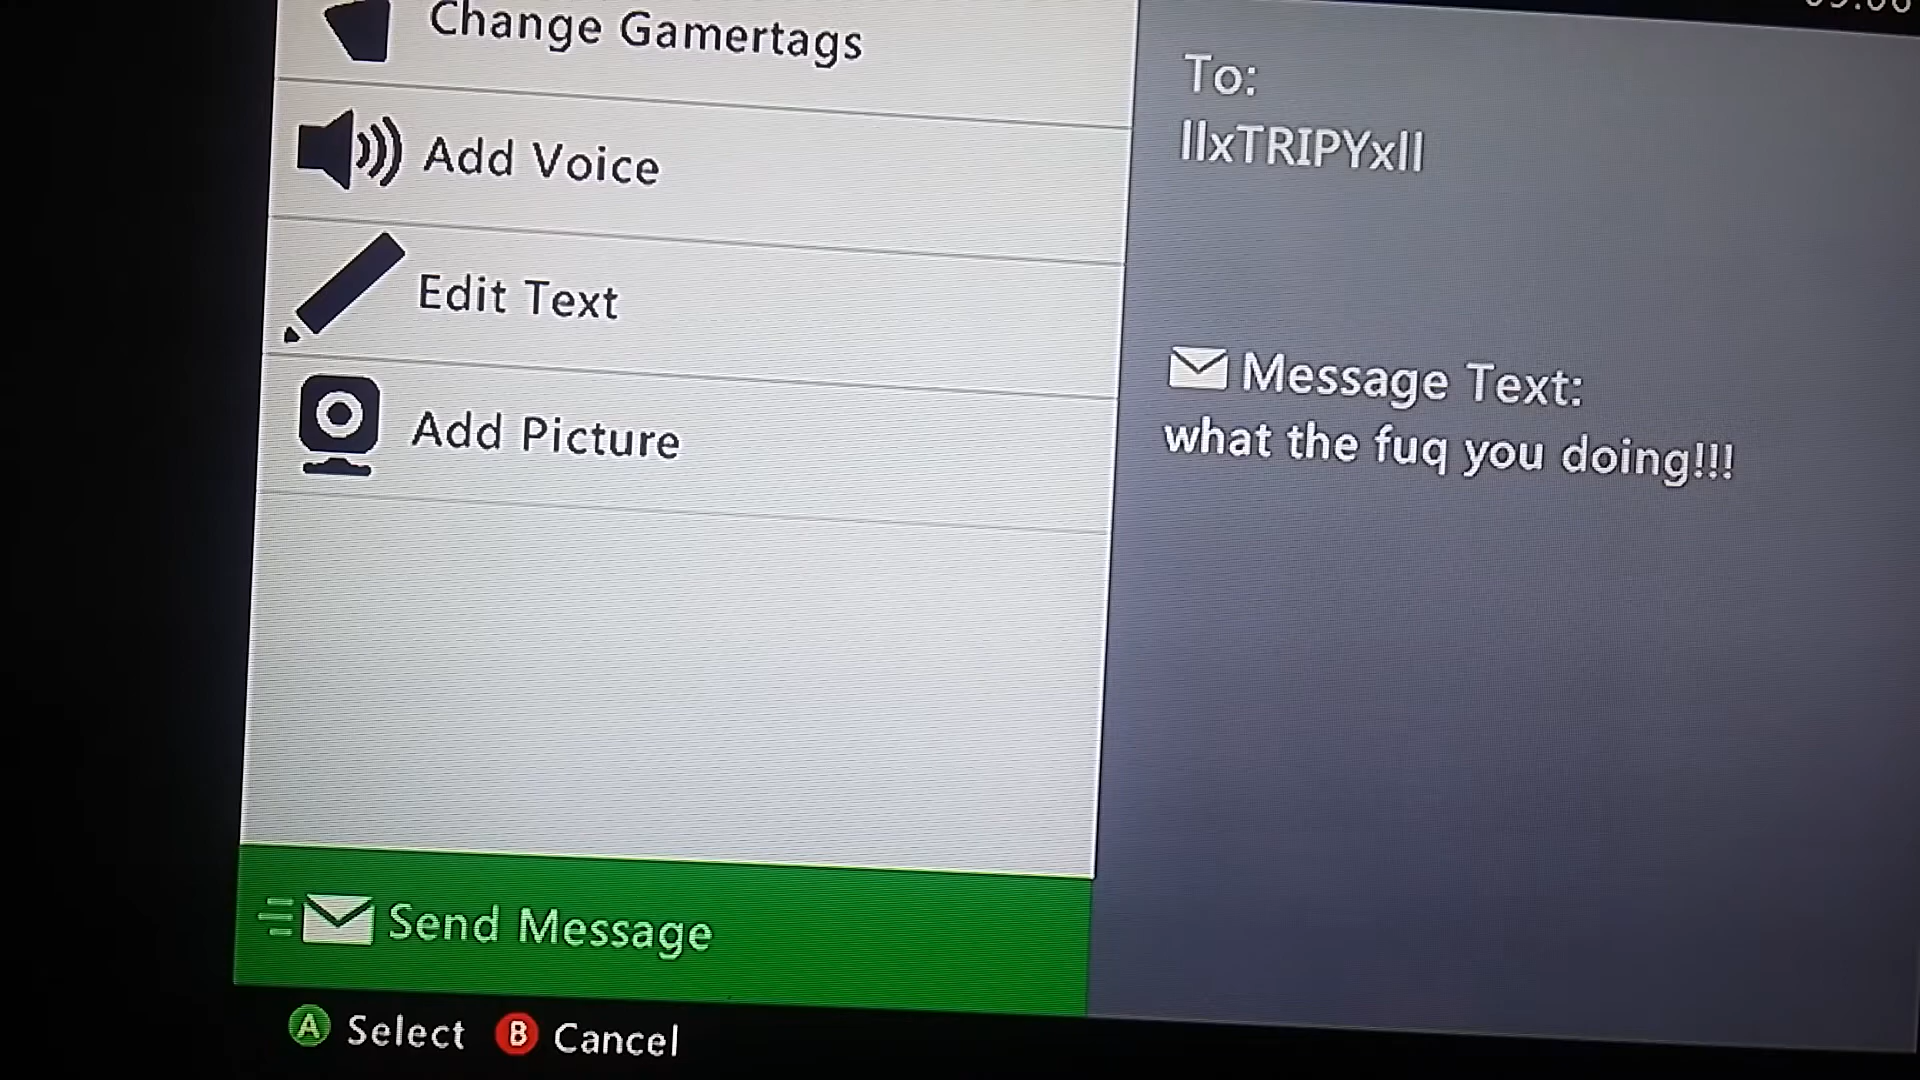 Change Gamertags
Add Voice
Edit Text
Add Picture
Send Message
A Select B Cancel
To:
llxTRIPYxll
Message Text:
what the fuq you doing!!!